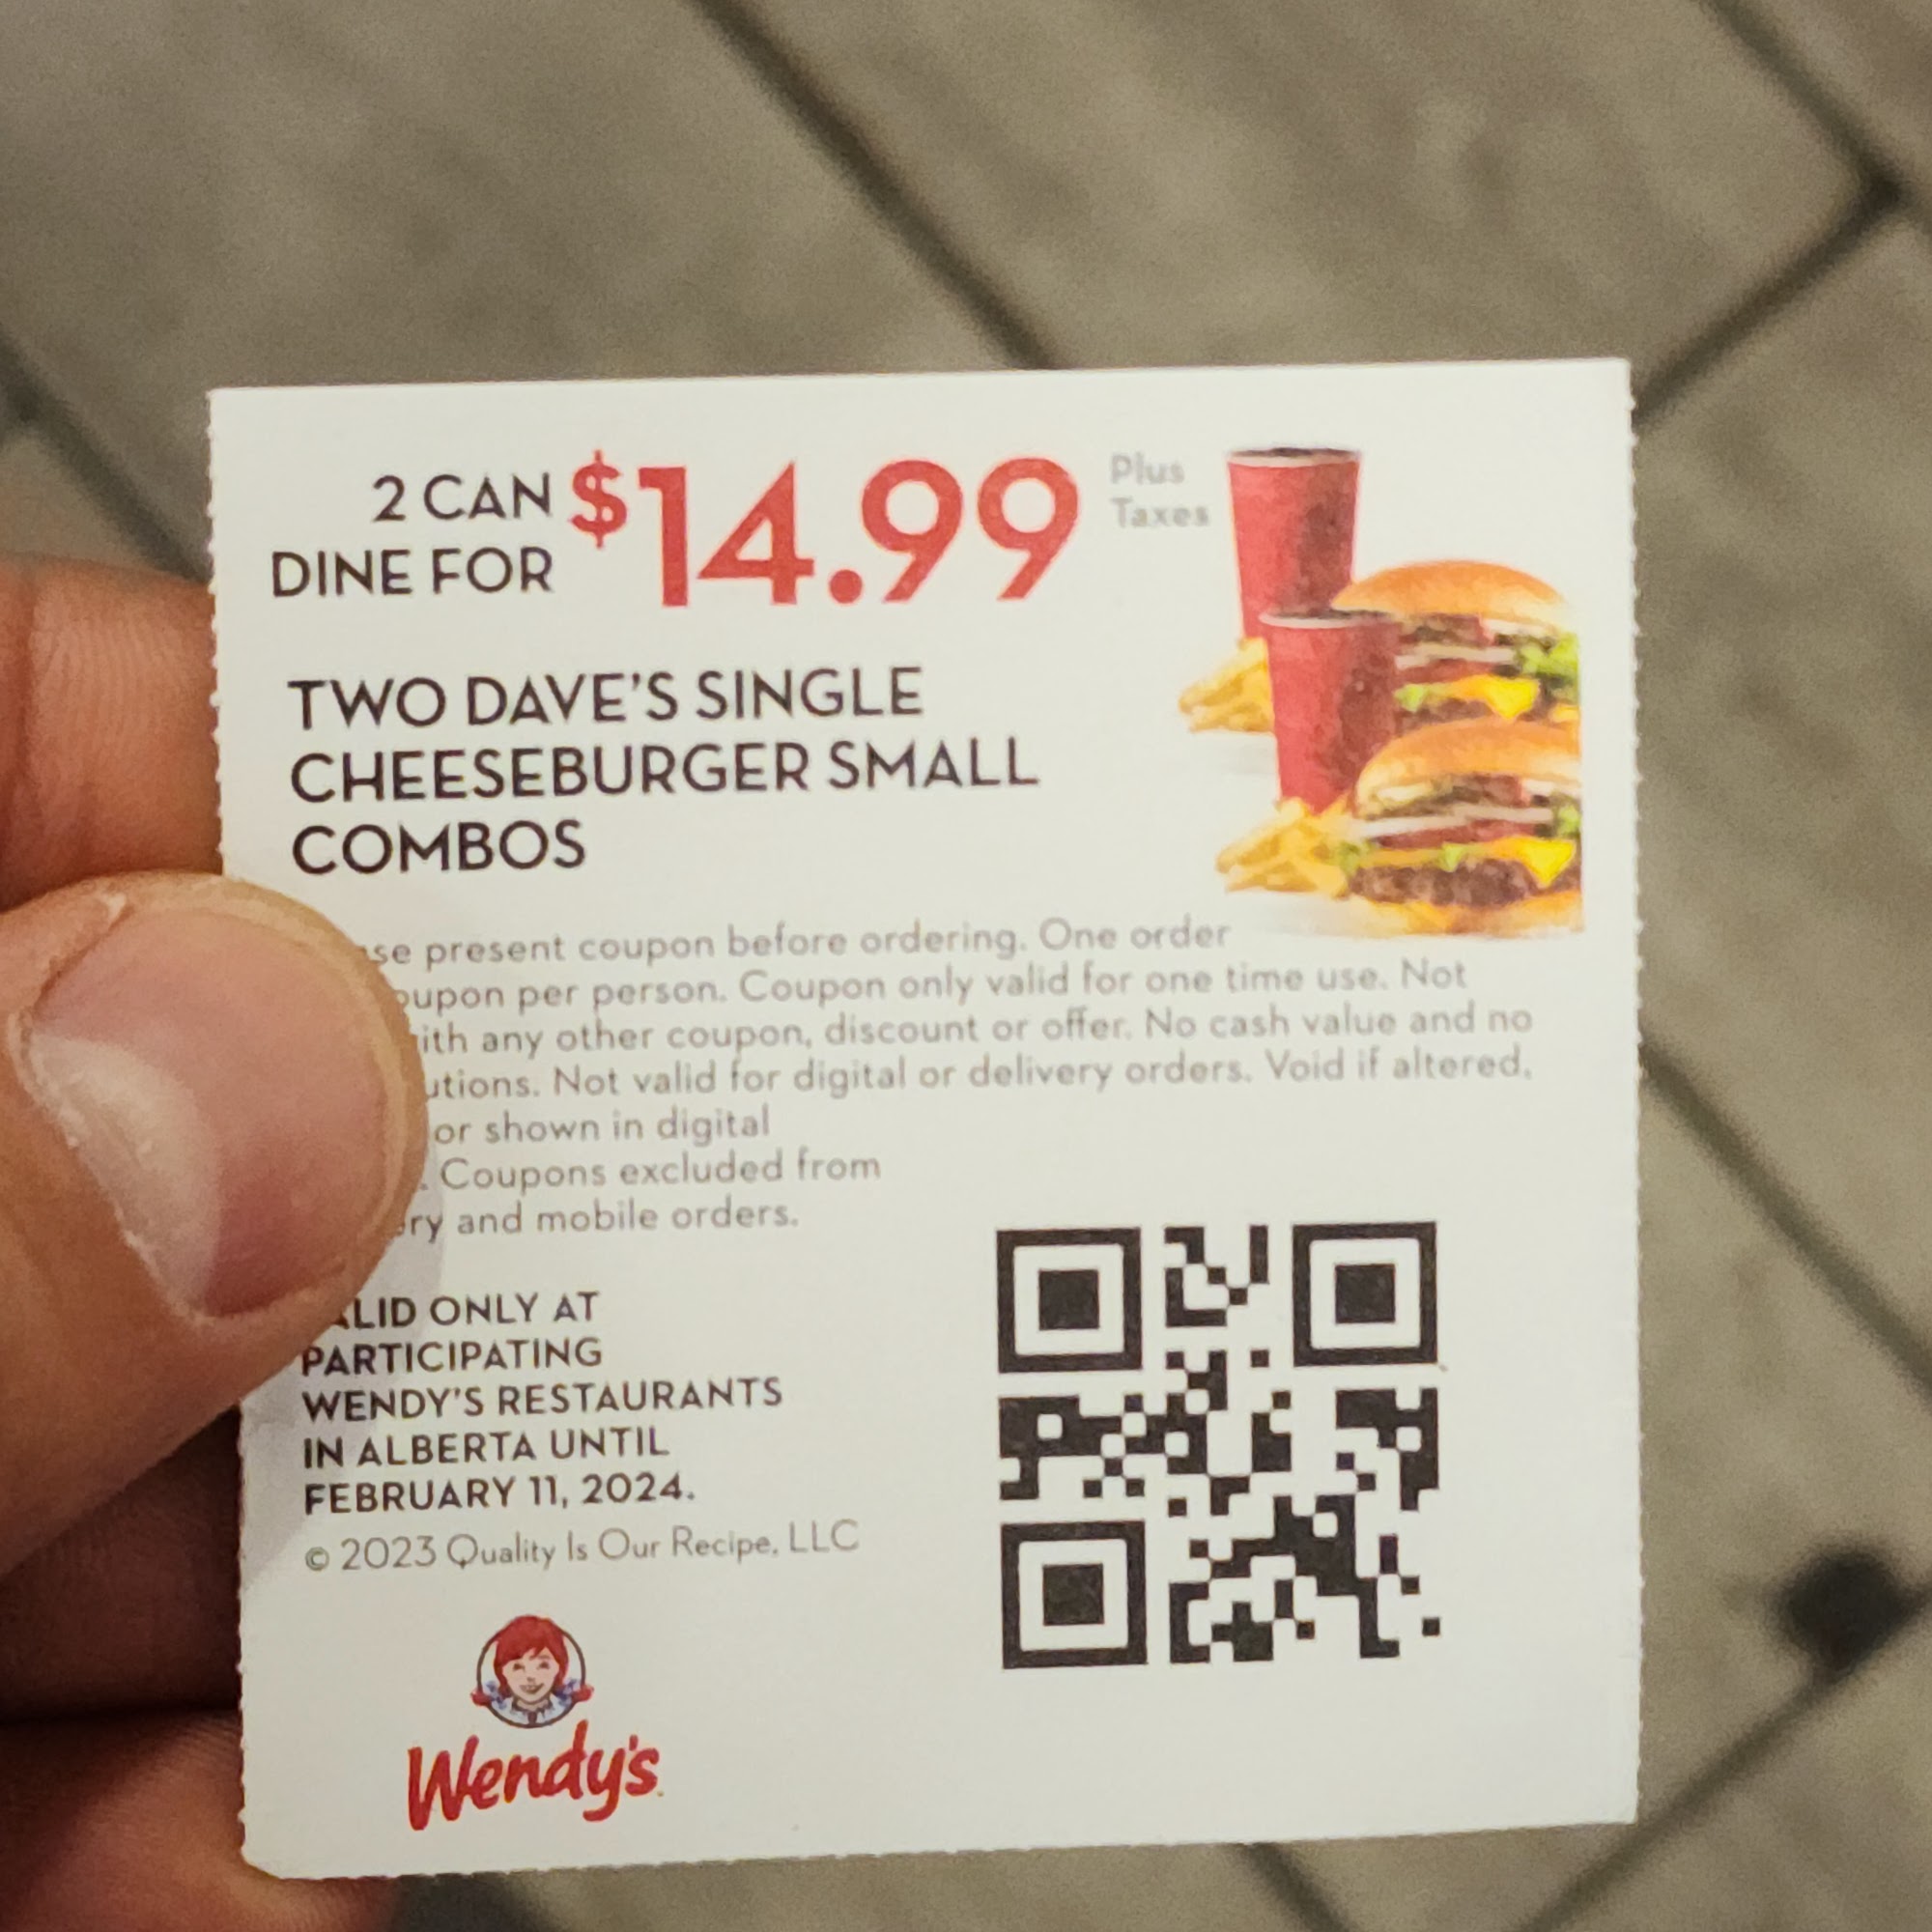 2 CAN
DINE FOR
$14.99
Plus
Taxes
TWO DAVE'S SINGLE
CHEESEBURGER SMALL
COMBOS
present coupon before ordering. One order
per person. Coupon only valid for one time use. Not
any other coupon, discount or offer. No cash value and no
Not valid for digital or delivery orders. Void if altered,
or shown in digital
Coupons excluded from
and mobile orders.
ONLY AT
PARTICIPATING
WENDY'S RESTAURANTS
IN ALBERTA UNTIL
FEBRUARY 11, 2024.
© 2023 Quality Is Our Recipe, LLC
Wendy's